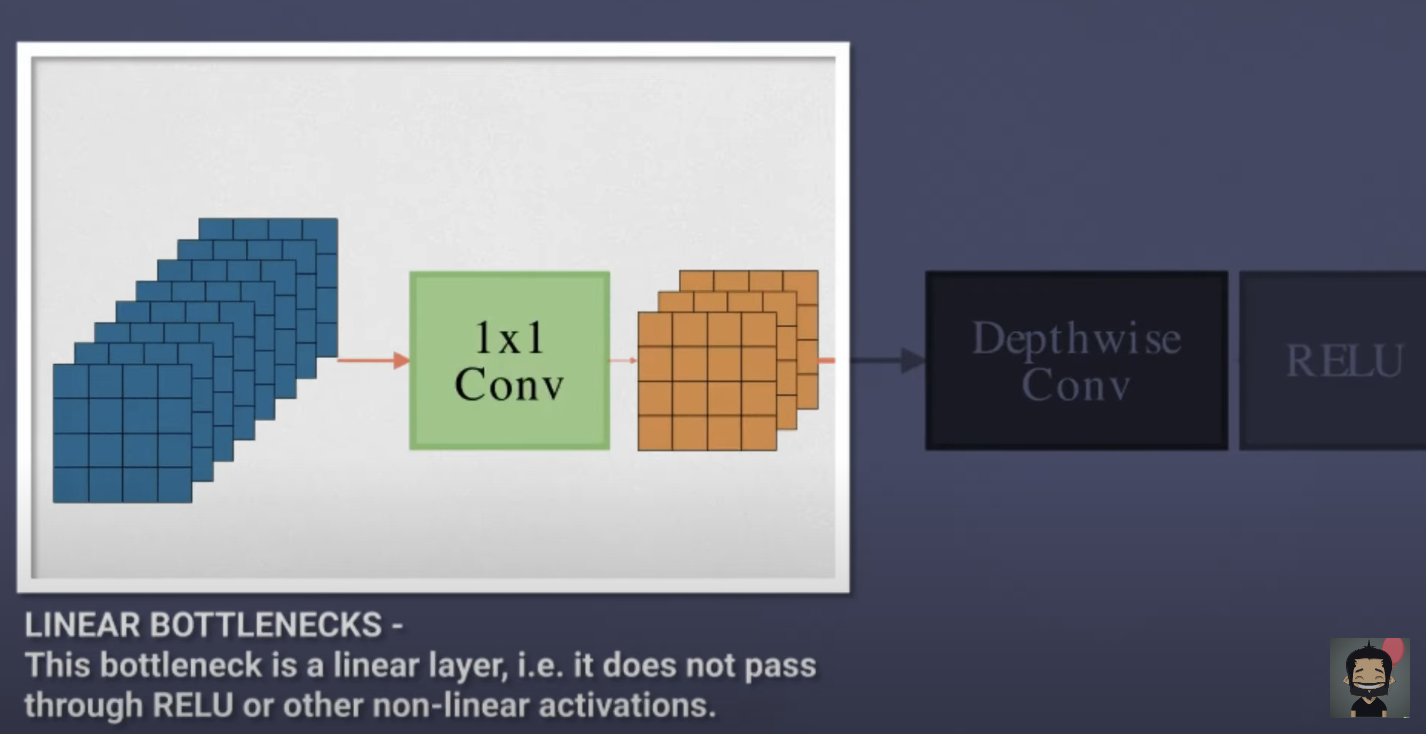 1x1
Conv
Depthwise
Conv
RELU
LINEAR BOTTLENECKS -
This bottleneck is a linear layer, i.e. it does not pass
through RELU or other non-linear activations.